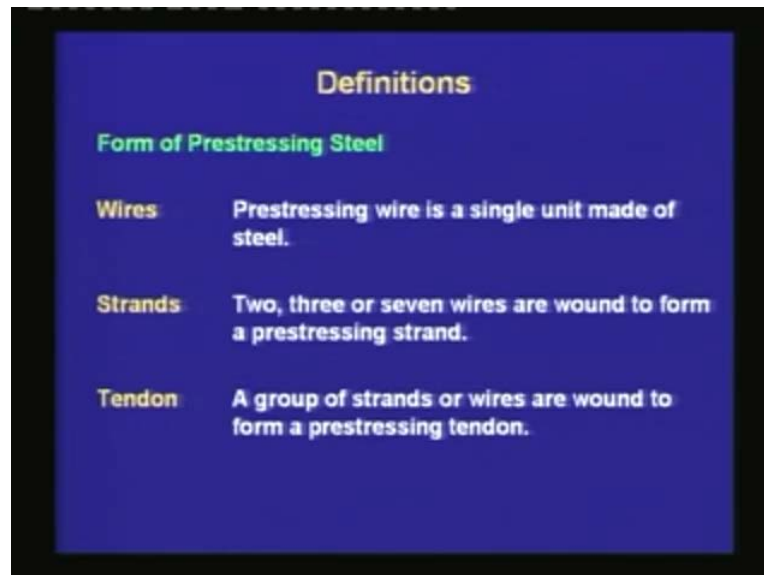 Definitions
Form of Prestressing Steel
Wires Prestressing wire is a single unit made of
steel.
Strands Two, three or seven wires are wound to form
a prestressing strand.
Tendon A group of strands or wires are wound to
form a prestressing tendon.